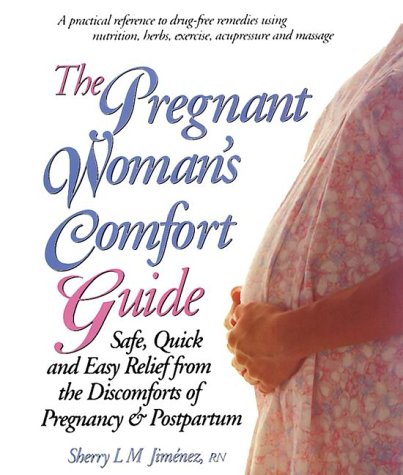 A practical reference to drug-free remedies using
nutrition, herbs, exercise, acupressure and massage
The Pregnant
Woman's
Comfort
Guide
Safe, Quick
and Easy Relief from
the Discomforts of
Pregnancy & Postpartum
Sherry L M Jiménez, RN